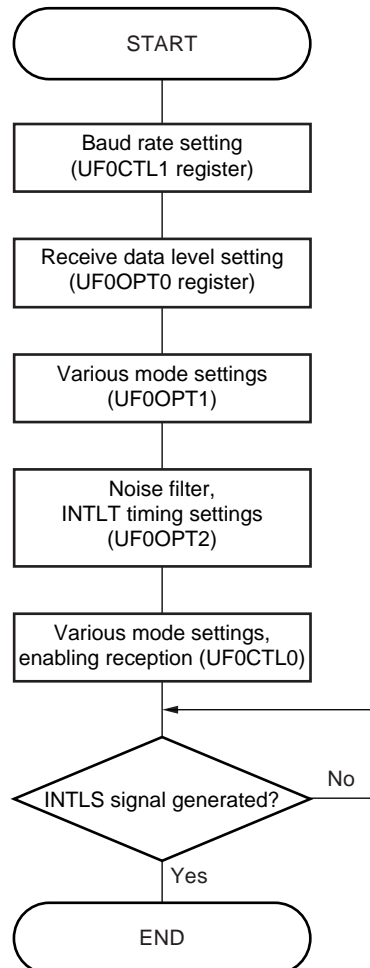 START
Baud rate setting
(UF0CTL1 register)
Receive data level setting
(UF0OPT0 register)
Various mode settings
(UF0OPT1)
Noise filter,
INTLT timing settings
(UF0OPT2)
Various mode settings,
enabling reception (UF0CTL0)
INTLS signal generated?
No
Yes
END